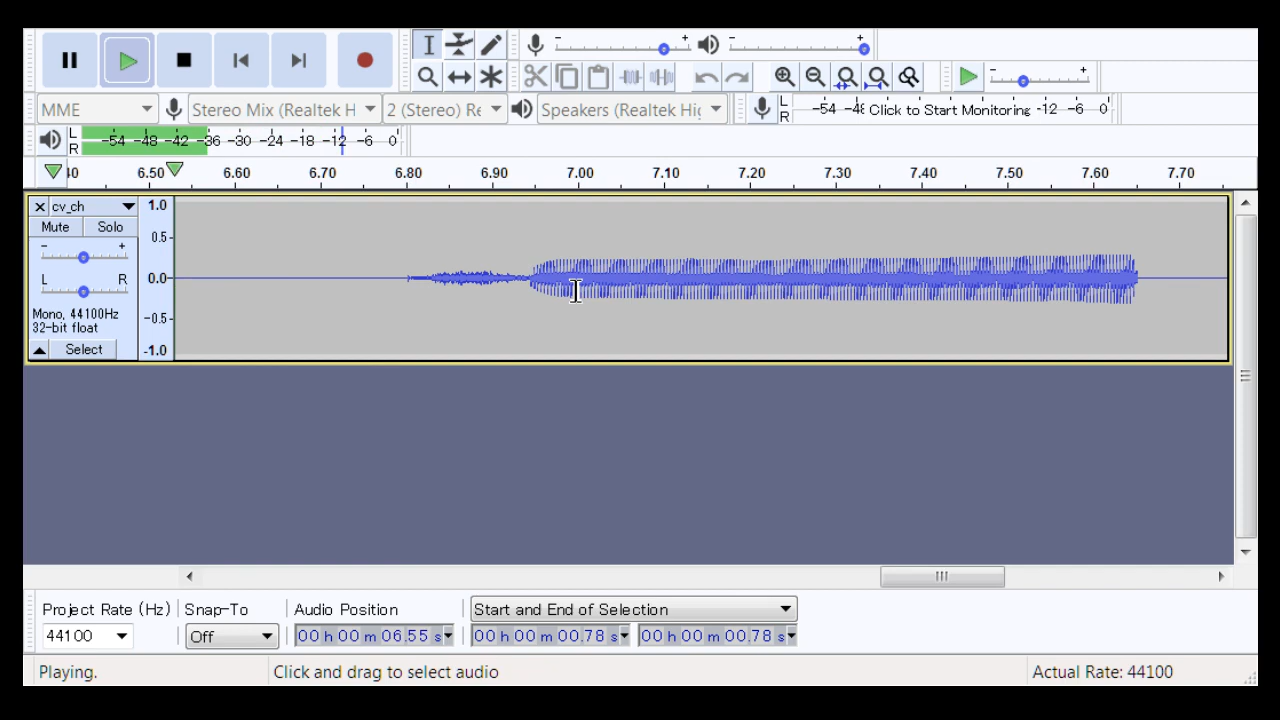 MME
Stereo Mix (Realtek H
2 (Stereo) Re
Speakers (Realtek Hig
L
R
-54 -4
Click to Start Monitoring
-12 -6 0
L
R
-54 -48 -42 -36 -30 -24 -18 -12 -6 0
6.50 6.60 6.70 6.80 6.90 7.00 7.10 7.20 7.30 7.40 7.50 7.60 7.70
cv_ch
Mute Solo
- +
L R
Mono, 44100Hz
32-bit float
Select
1.0
0.5-
0.0-
-0.5-
-1.0
Project Rate (Hz) Snap-To Audio Position Start and End of Selection
44100 Off 00 h 00 m 06.55 s 00 h 00 m 00.78 s 00 h 00 m 00.78 s
Playing. Click and drag to select audio Actual Rate: 44100